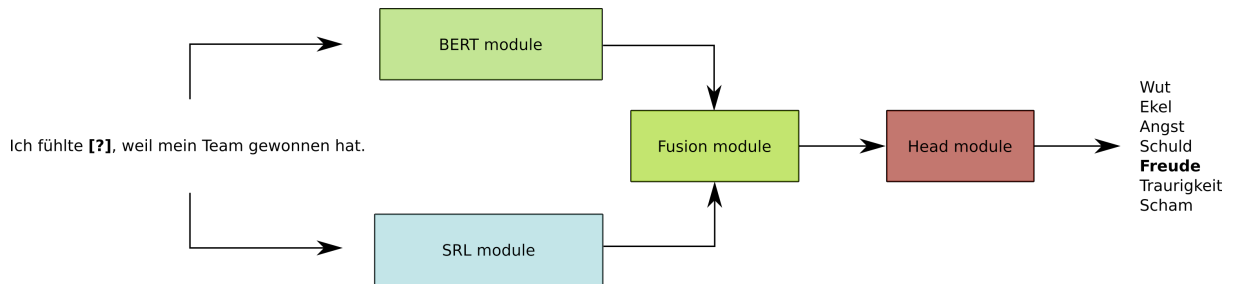 BERT module
Ich fühlte [?], weil mein Team gewonnen hat.
Fusion module
Head module
SRL module
Wut
Ekel
Angst
Schuld
Freude
Traurigkeit
Scham